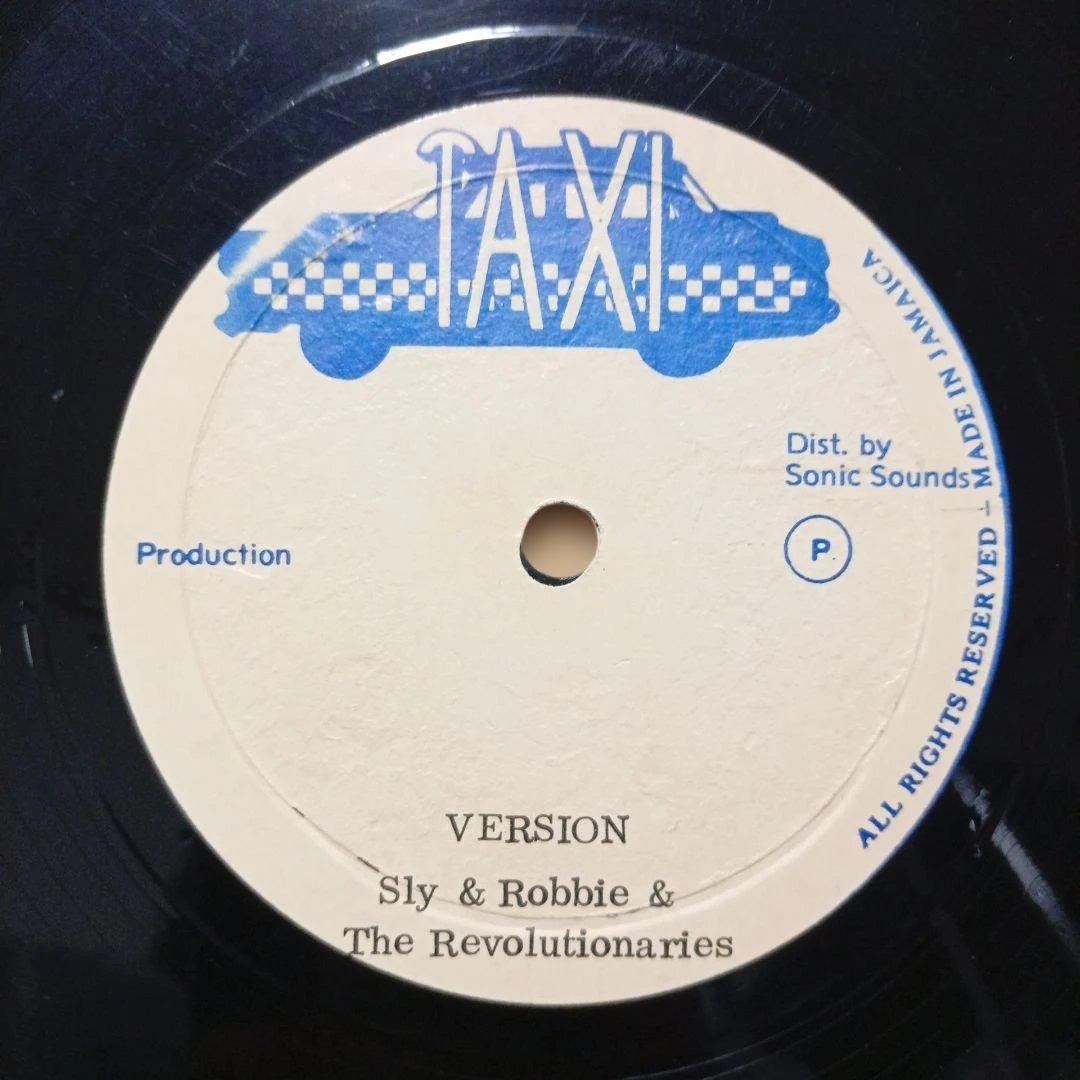 TAXI
Dist. by
Sonic Sounds
Production
P
ALL RIGHTS RESERVED - MADE IN JAMAICA
VERSION
Sly & Robbie &
The Revolutionaries